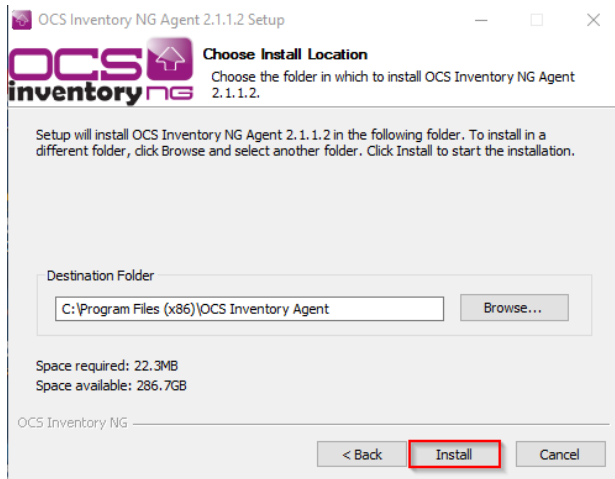 OCS Inventory NG Agent 2.1.1.2 Setup
OCS
inventory NG
Choose Install Location
Choose the folder in which to install OCS Inventory NG Agent
2.1.1.2.
Setup will install OCS Inventory NG Agent 2.1.1.2 in the following folder. To install in a
different folder, click Browse and select another folder. Click Install to start the installation.
Destination Folder
C:\Program Files (x86)\OCS Inventory Agent
Browse...
Space required: 22.3MB
Space available: 286.7GB
OCS Inventory NG
< Back
Install
Cancel